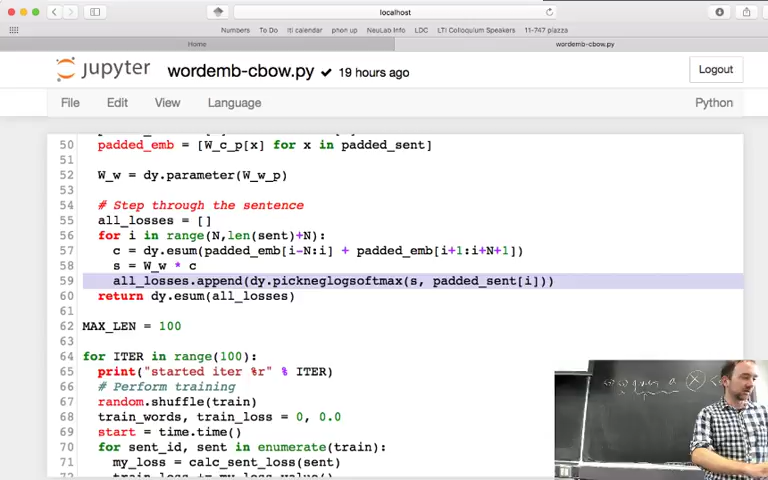 localhost
Numbers To Do iti calendar phon up NeuLab Info LDC LTI Colloquium Speakers 11-747 piazza
Home wordemb-cbow.py
jupyter wordemb-cbow.py ✔ 19 hours ago Logout
File Edit View Language Python
50 padded_emb = [W_c_p[x] for x in padded_sent]
51
52 W_w = dy.parameter(W_w_p)
53
54 # Step through the sentence
55 all_losses = []
56 for i in range(N,len(sent)+N):
57 c = dy.esum(padded_emb[i-N:i] + padded_emb[i+1:i+N+1])
58 s = W_w * c
59 all_losses.append(dy.pickneglogsoftmax(s, padded_sent[i]))
60 return dy.esum(all_losses)
61
62 MAX_LEN = 100
63
64 for ITER in range(100):
65 print("started iter %r" % ITER)
66 # Perform training
67 random.shuffle(train)
68 train_words, train_loss = 0, 0.0
69 start = time.time()
70 for sent_id, sent in enumerate(train):
71 my_loss = calc_sent_loss(sent)